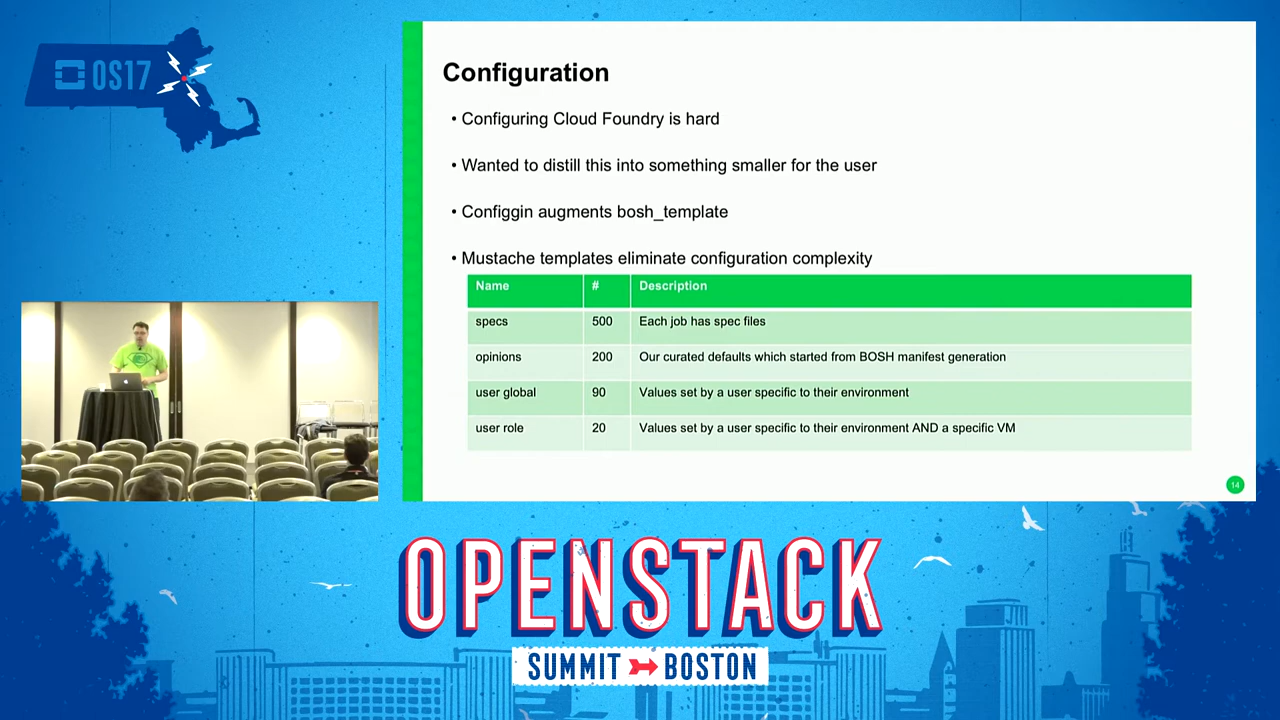 OS17
Configuration
• Configuring Cloud Foundry is hard
• Wanted to distill this into something smaller for the user
• Configgin augments bosh_template
• Mustache templates eliminate configuration complexity
Name # Description
specs 500 Each job has spec files
opinions 200 Our curated defaults which started from BOSH manifest generation
user global 90 Values set by a user specific to their environment
user role 20 Values set by a user specific to their environment AND a specific VM
14
OPENSTACK
SUMMIT BOSTON